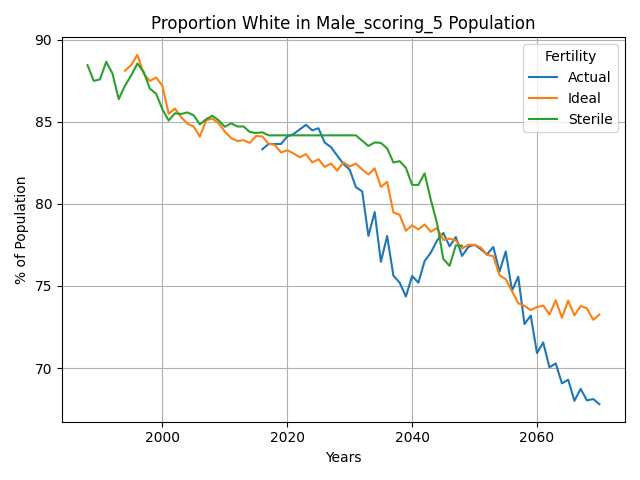 Proportion White in Male_scoring_5 Population
90
85
80
75
70
% of Population
Fertility
Actual
Ideal
Sterile
2000
2020
2040
2060
Years